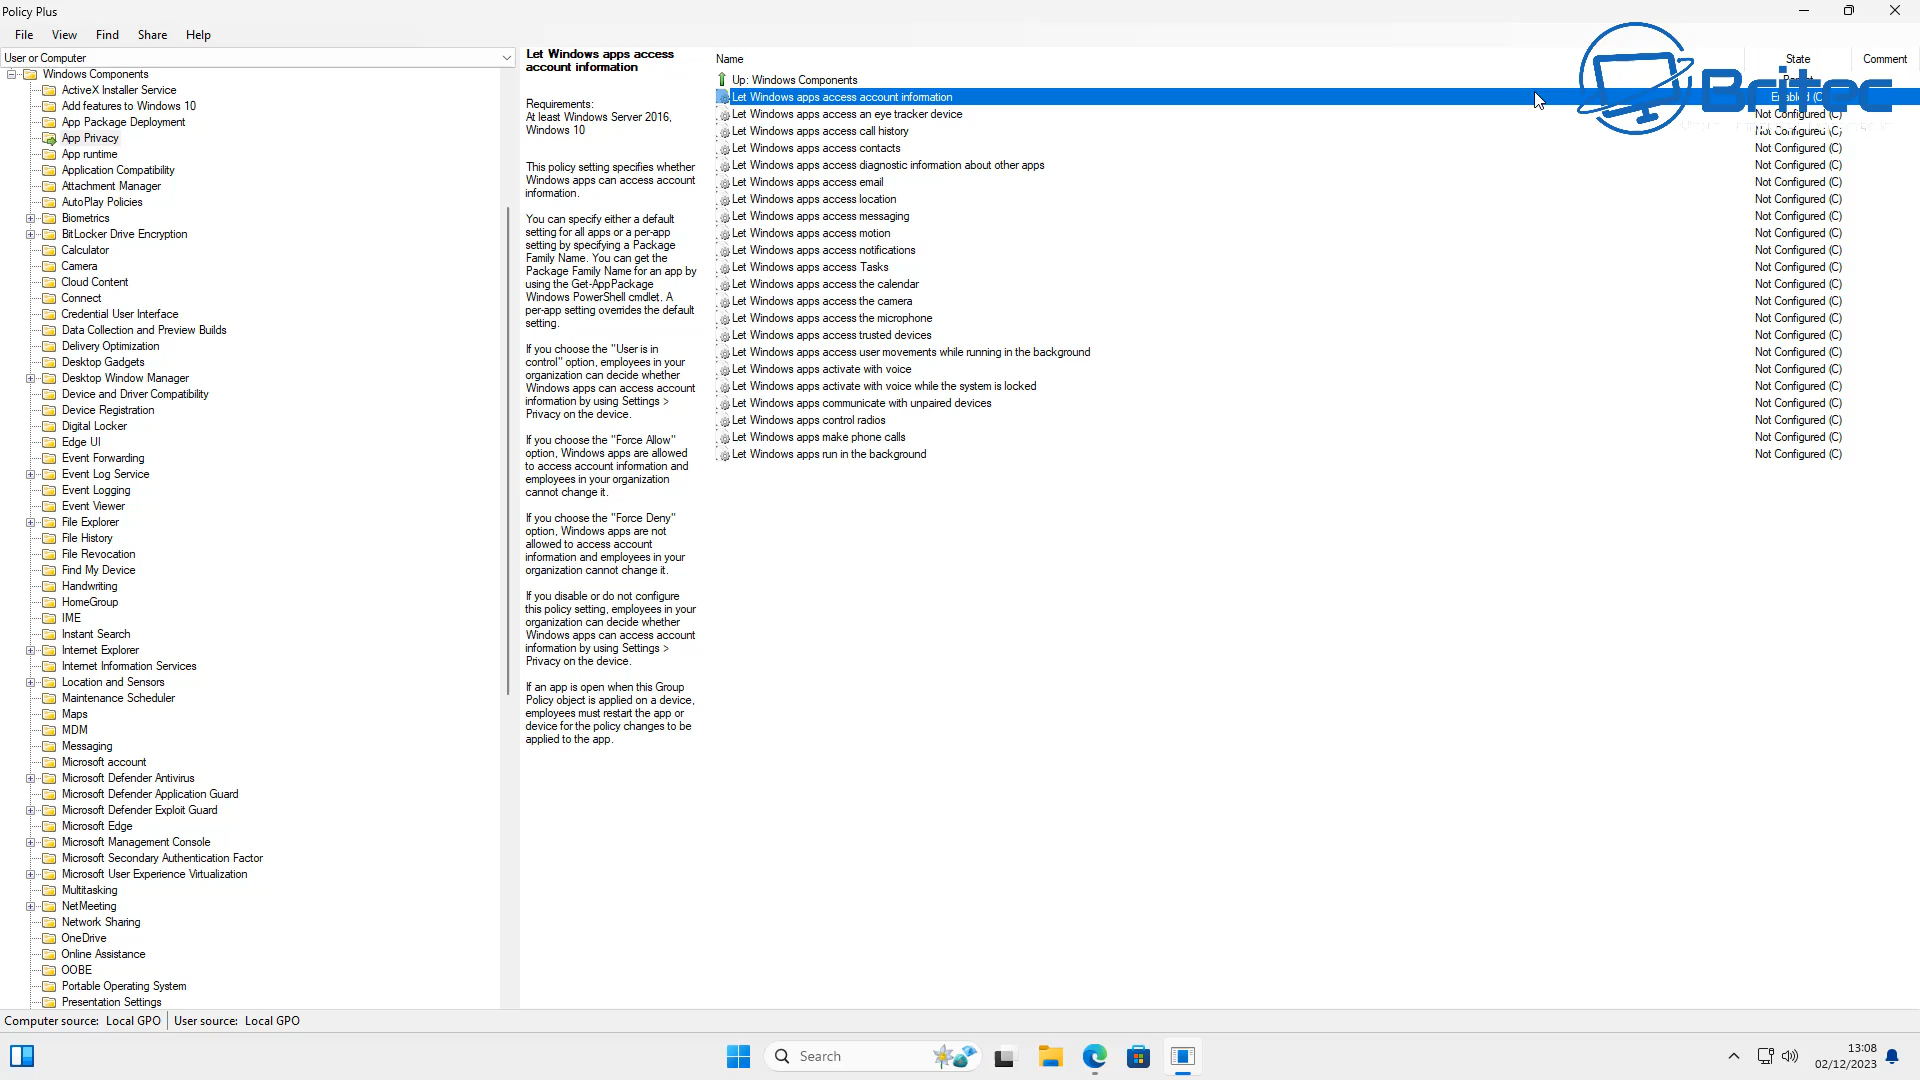 Policy Plus
File View Find Share Help
User or Computer
Windows Components
ActiveX Installer Service
Add features to Windows 10
App Package Deployment
App Privacy
App runtime
Application Compatibility
Attachment Manager
AutoPlay Policies
Biometrics
BitLocker Drive Encryption
Calculator
Camera
Cloud Content
Connect
Credential User Interface
Data Collection and Preview Builds
Delivery Optimization
Desktop Gadgets
Desktop Window Manager
Device and Driver Compatibility
Device Registration
Digital Locker
Edge UI
Event Forwarding
Event Log Service
Event Logging
Event Viewer
File Explorer
File History
File Revocation
Find My Device
Handwriting
HomeGroup
IME
Instant Search
Internet Explorer
Internet Information Services
Location and Sensors
Maintenance Scheduler
Maps
MDM
Messaging
Microsoft account
Microsoft Defender Antivirus
Microsoft Defender Application Guard
Microsoft Defender Exploit Guard
Microsoft Edge
Microsoft Management Console
Microsoft Secondary Authentication Factor
Microsoft User Experience Virtualization
Multitasking
NetMeeting
Network Sharing
OneDrive
Online Assistance
OOBE
Portable Operating System
Presentation Settings
Let Windows apps access
account information
Requirements:
At least Windows Server 2016,
Windows 10
This policy setting specifies whether
Windows apps can access account
information.
You can specify either a default
setting for all apps or a per-app
setting by specifying a Package
Family Name. You can get the
Package Family Name for an app by
using the Get-AppPackage
Windows PowerShell cmdlet. A
per-app setting overrides the default
setting.
If you choose the "User is in
control" option, employees in your
organization can decide whether
Windows apps can access account
information by using Settings >
Privacy on the device.
If you choose the "Force Allow"
option, Windows apps are allowed
to access account information and
employees in your organization
cannot change it.
If you choose the "Force Deny"
option, Windows apps are not
allowed to access account
information and employees in your
organization cannot change it.
If you disable or do not configure
this policy setting, employees in your
organization can decide whether
Windows apps can access account
information by using Settings >
Privacy on the device.
If an app is open when this Group
Policy object is applied on a device,
employees must restart the app or
device for the policy changes to be
applied to the app.
Name State Comment
Up: Windows Components
Let Windows apps access account information
Let Windows apps access an eye tracker device Not Configured (C)
Let Windows apps access call history Not Configured (C)
Let Windows apps access contacts Not Configured (C)
Let Windows apps access diagnostic information about other apps Not Configured (C)
Let Windows apps access email Not Configured (C)
Let Windows apps access location Not Configured (C)
Let Windows apps access messaging Not Configured (C)
Let Windows apps access motion Not Configured (C)
Let Windows apps access notifications Not Configured (C)
Let Windows apps access Tasks Not Configured (C)
Let Windows apps access the calendar Not Configured (C)
Let Windows apps access the camera Not Configured (C)
Let Windows apps access the microphone Not Configured (C)
Let Windows apps access trusted devices Not Configured (C)
Let Windows apps access user movements while running in the background Not Configured (C)
Let Windows apps activate with voice Not Configured (C)
Let Windows apps activate with voice while the system is locked Not Configured (C)
Let Windows apps communicate with unpaired devices Not Configured (C)
Let Windows apps control radios Not Configured (C)
Let Windows apps make phone calls Not Configured (C)
Let Windows apps run in the background Not Configured (C)
Britec
Computer source: Local GPO User source: Local GPO
Search
13:08
02/12/2023